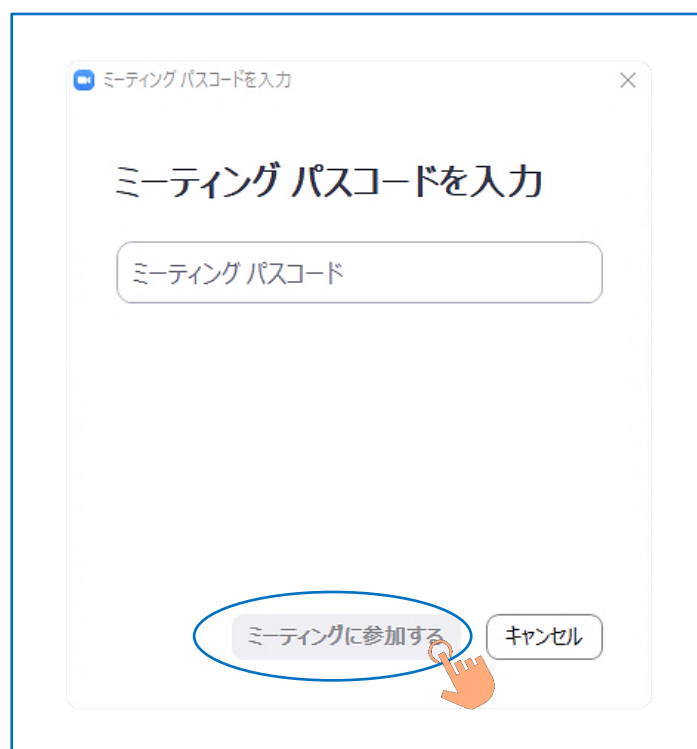 ミーティング パスコードを入力
ミーティング パスコードを入力
ミーティング パスコード
ミーティングに参加する
キャンセル